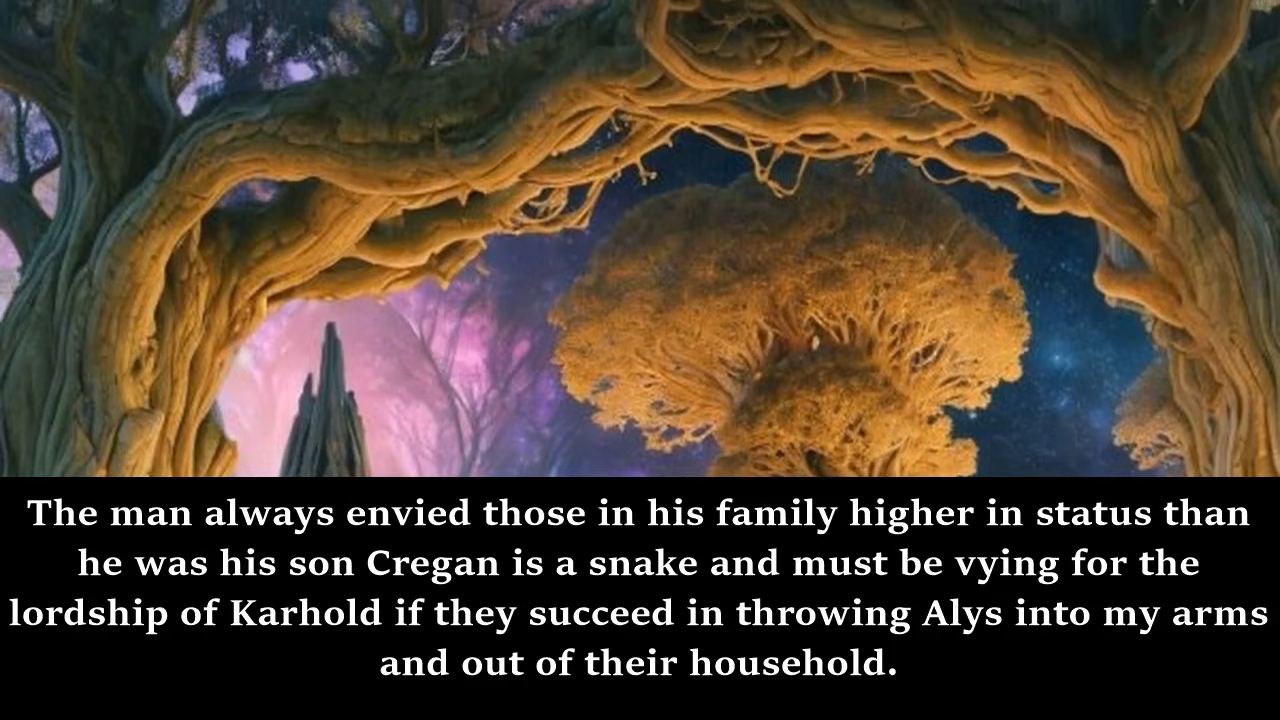 The man always envied those in his family higher in status than
he was his son Cregan is a snake and must be vying for the
lordship of Karhold if they succeed in throwing Alys into my arms
and out of their household.